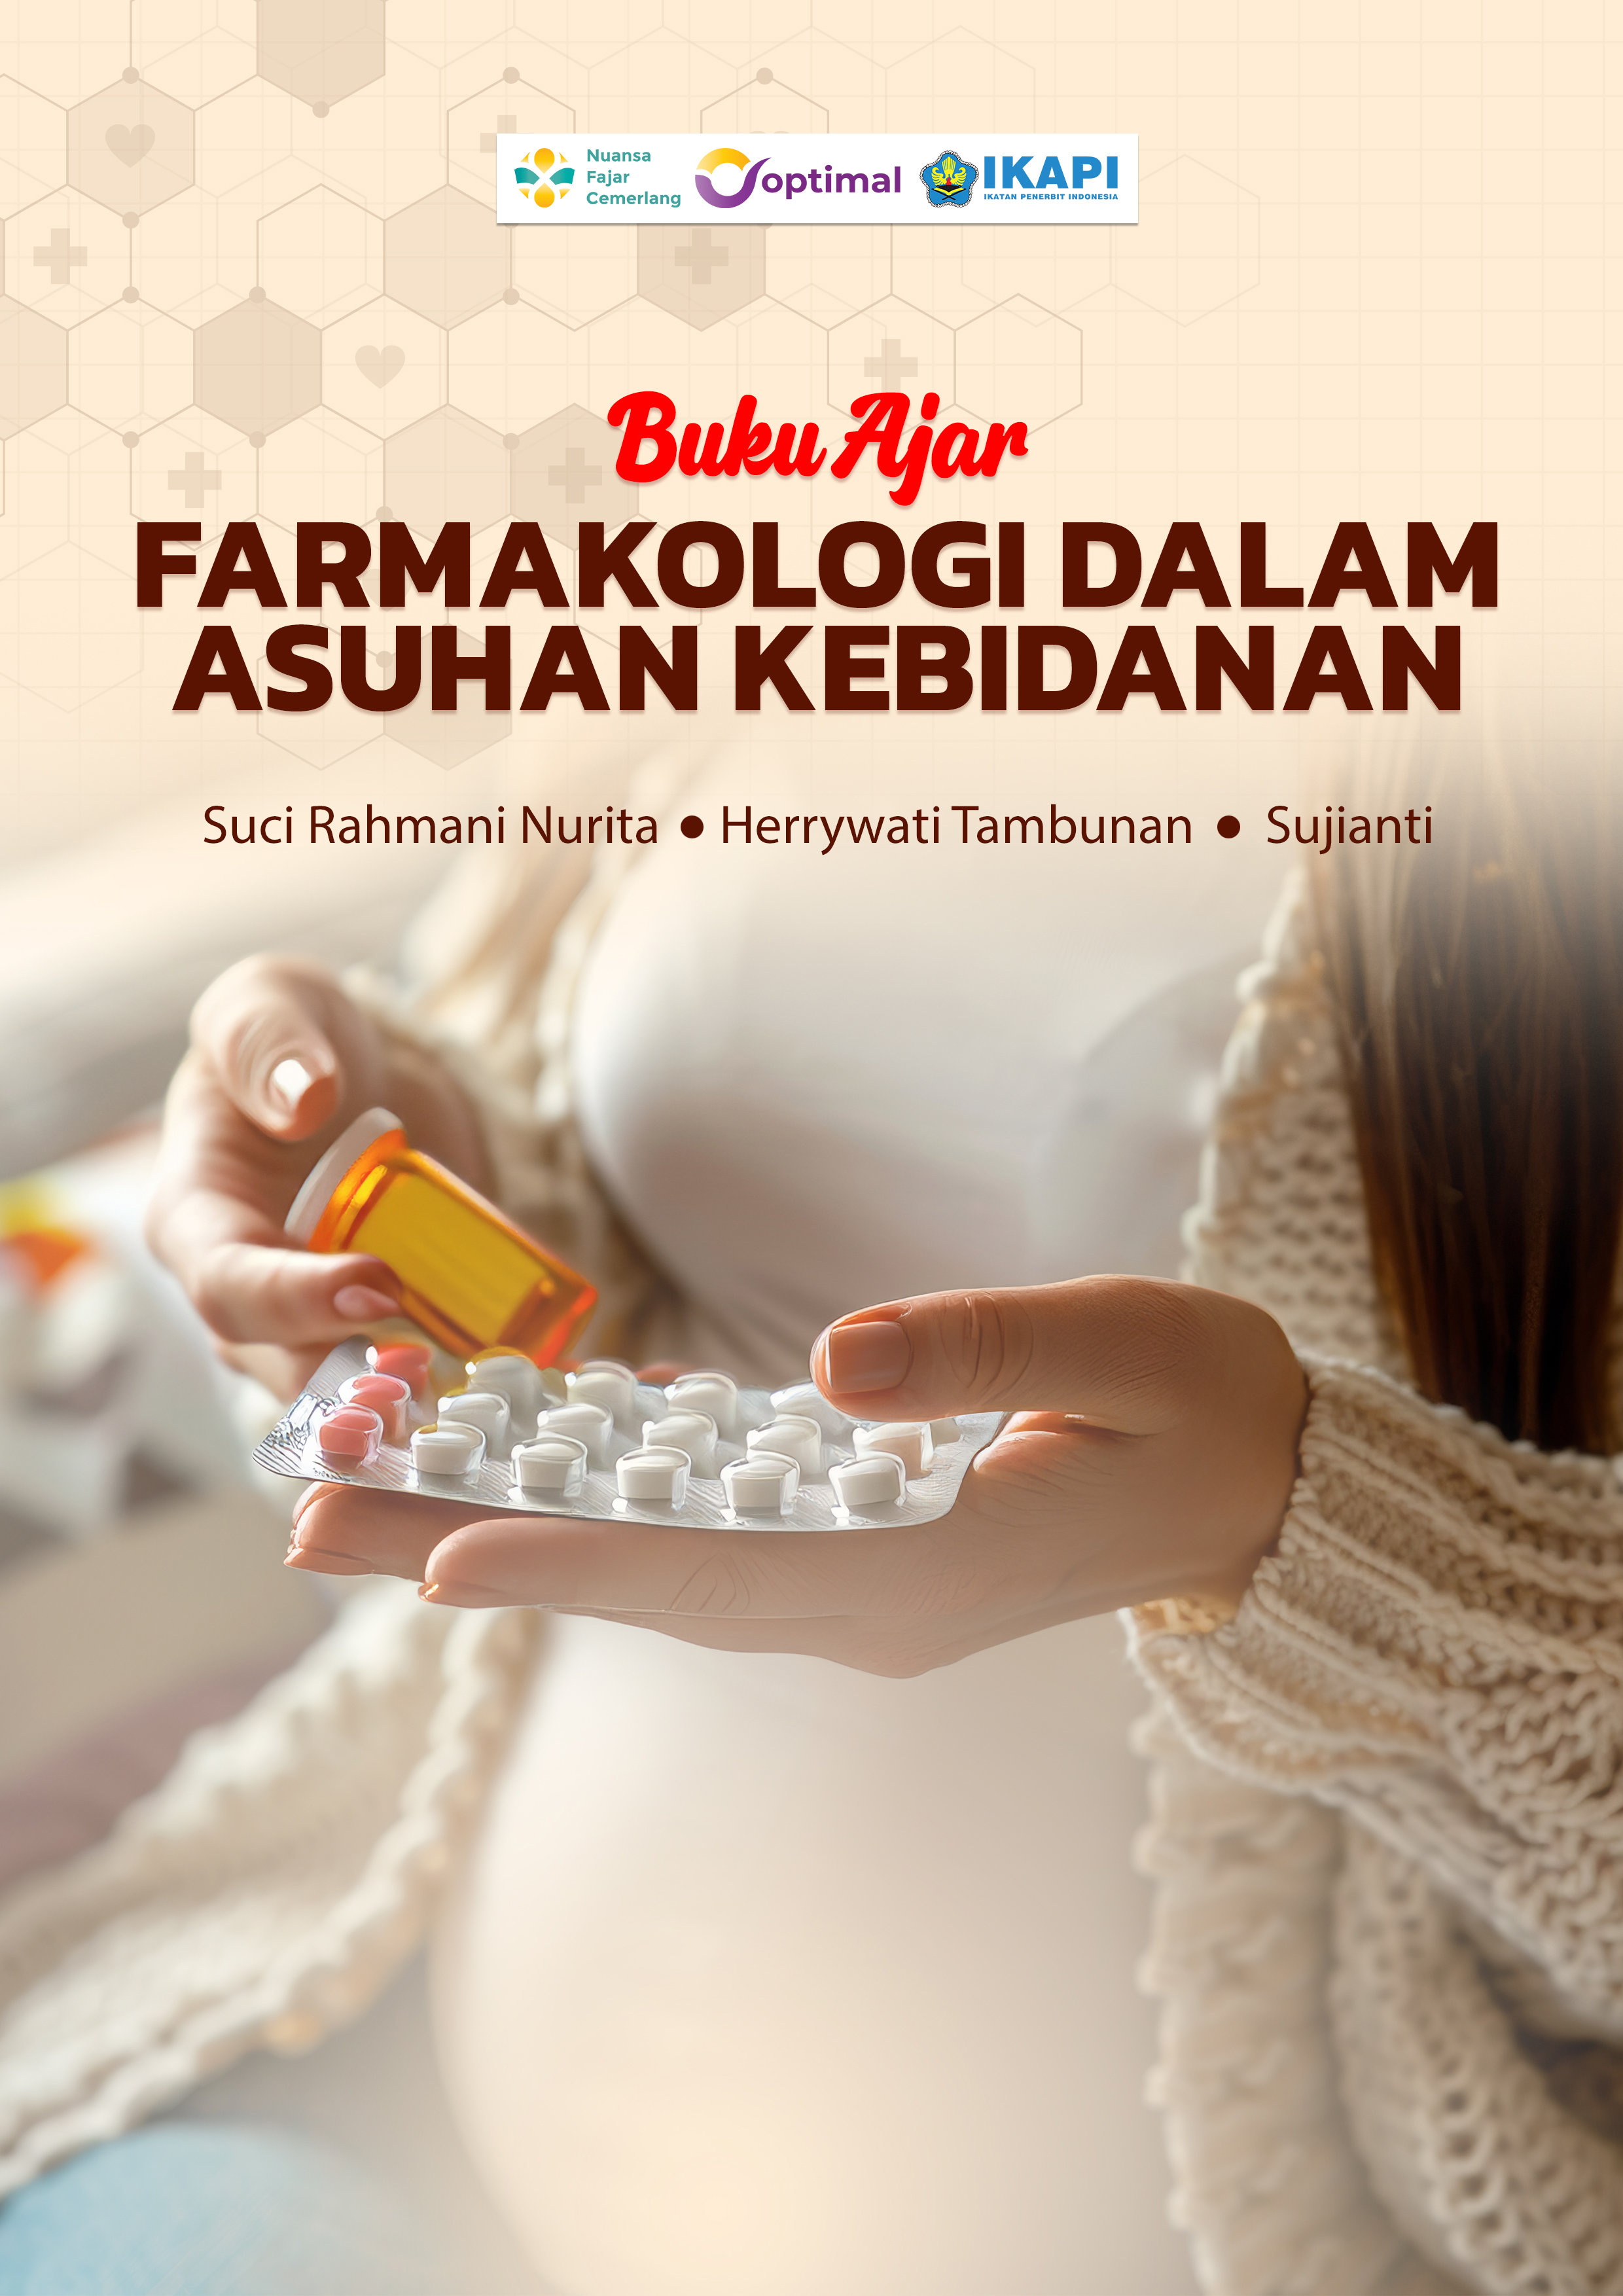 Nuansa
Fajar
Cemerlang
optimal
IKAPI
IKATAN PENERBIT INDONESIA
Buku Ajar
FARMAKOLOGI DALAM
ASUHAN KEBIDANAN
Suci Rahmani Nurita ● Herrywati Tambunan ● Sujianti